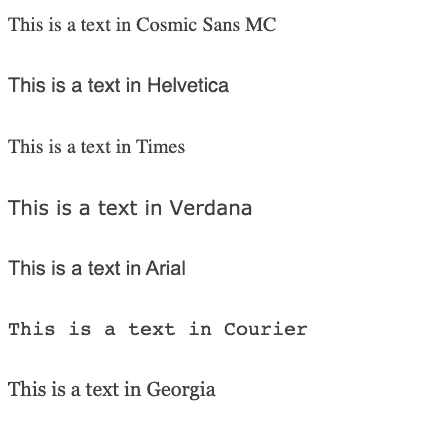 This is a text in Cosmic Sans MC
This is a text in Helvetica
This is a text in Times
This is a text in Verdana
This is a text in Arial
This is a text in Courier
This is a text in Georgia